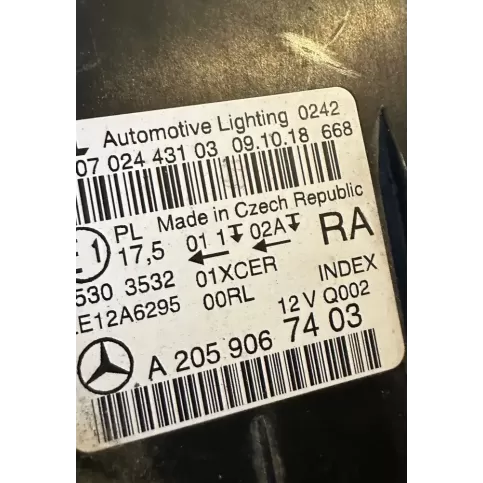 Automotive Lighting 0242
07 024 431 03 09.10.18 668
Made in Czech Republic
PL 01 1 02A RA
1 17,5
530 3532 01XCER INDEX
E12A6295 00RL 12 V Q002
A 205 906 74 03